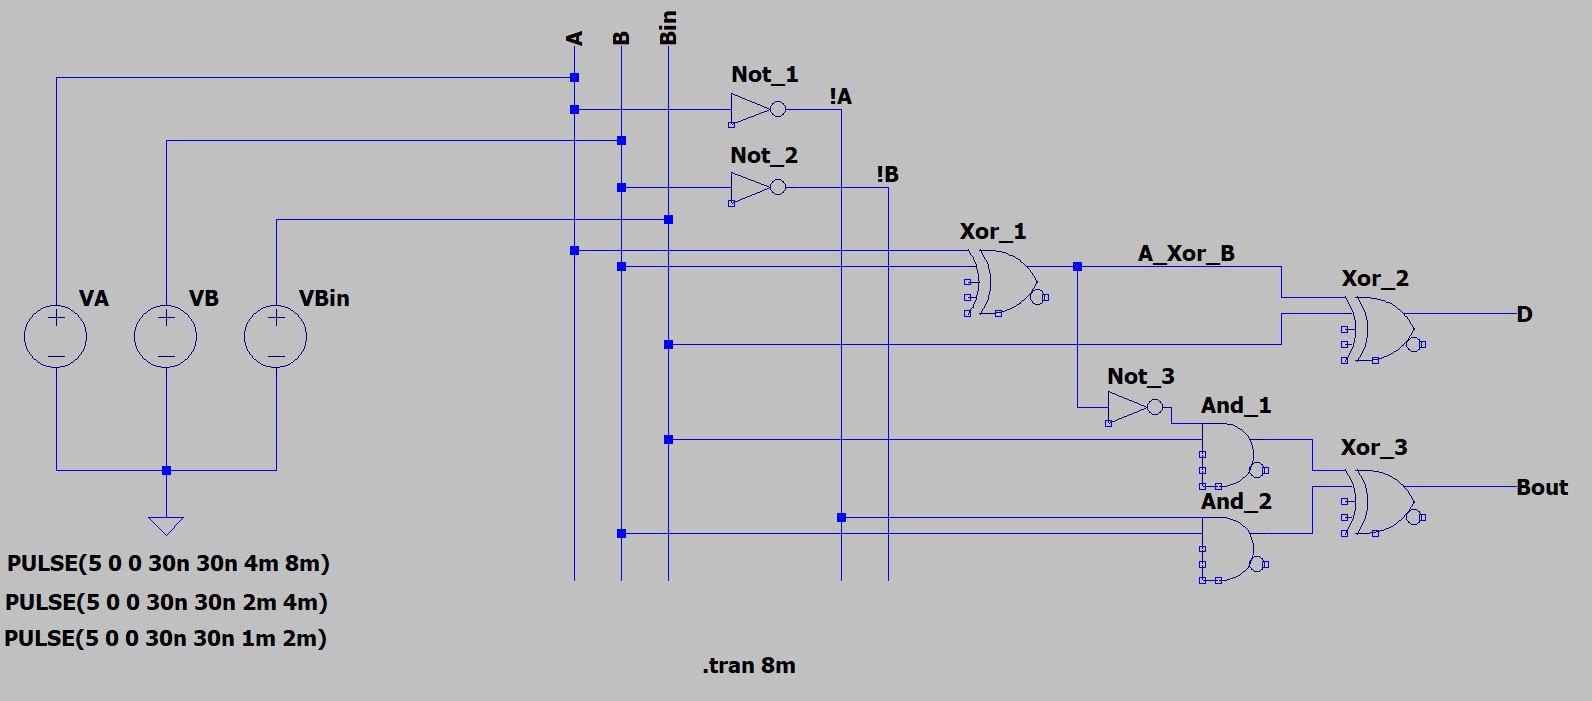 A
B
Bin
Not_1
!A
Not_2
!B
Xor_1
A_Xor_B
Xor_2
VA
VB
VBin
D
Not_3
And_1
Xor_3
Bout
And_2
PULSE(5 0 0 30n 30n 4m 8m)
PULSE(5 0 0 30n 30n 2m 4m)
PULSE(5 0 0 30n 30n 1m 2m)
.tran 8m